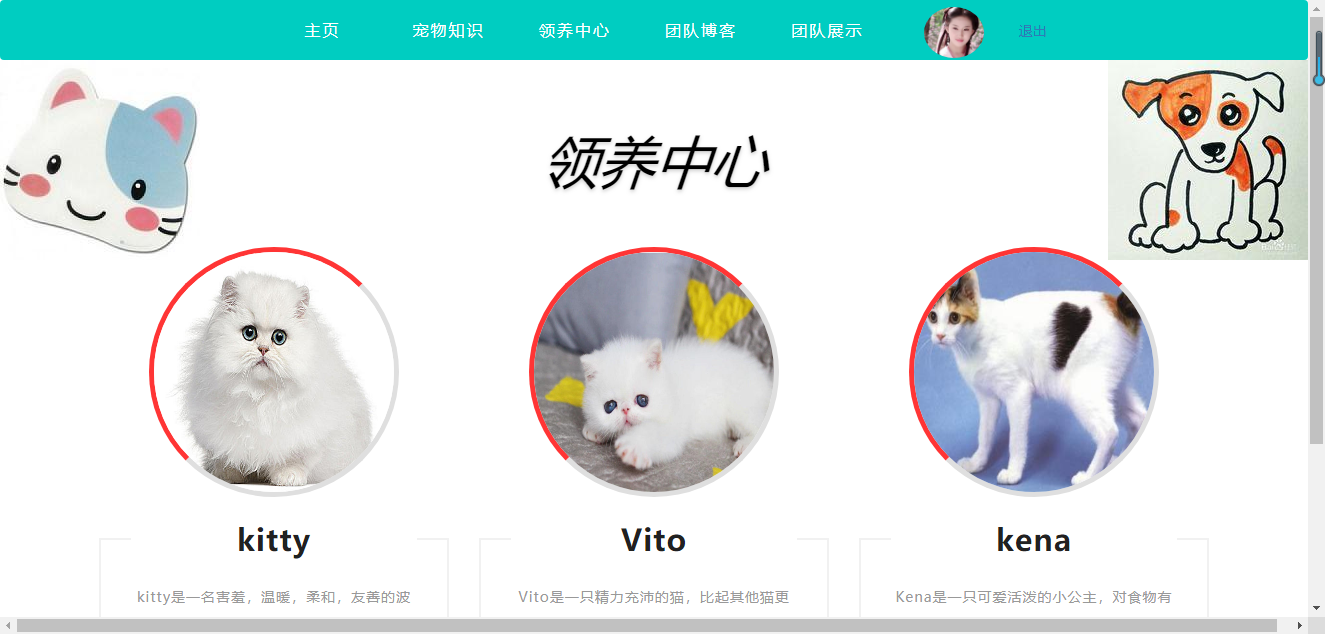 主页 宠物知识 领养中心 团队博客 团队展示 退出
领养中心
kitty Vito kena
kitty是一名害羞，温暖，柔和，友善的波 Vito是一只精力充沛的猫，比起其他猫更 Kena是一只可爱活泼的小公主，对食物有